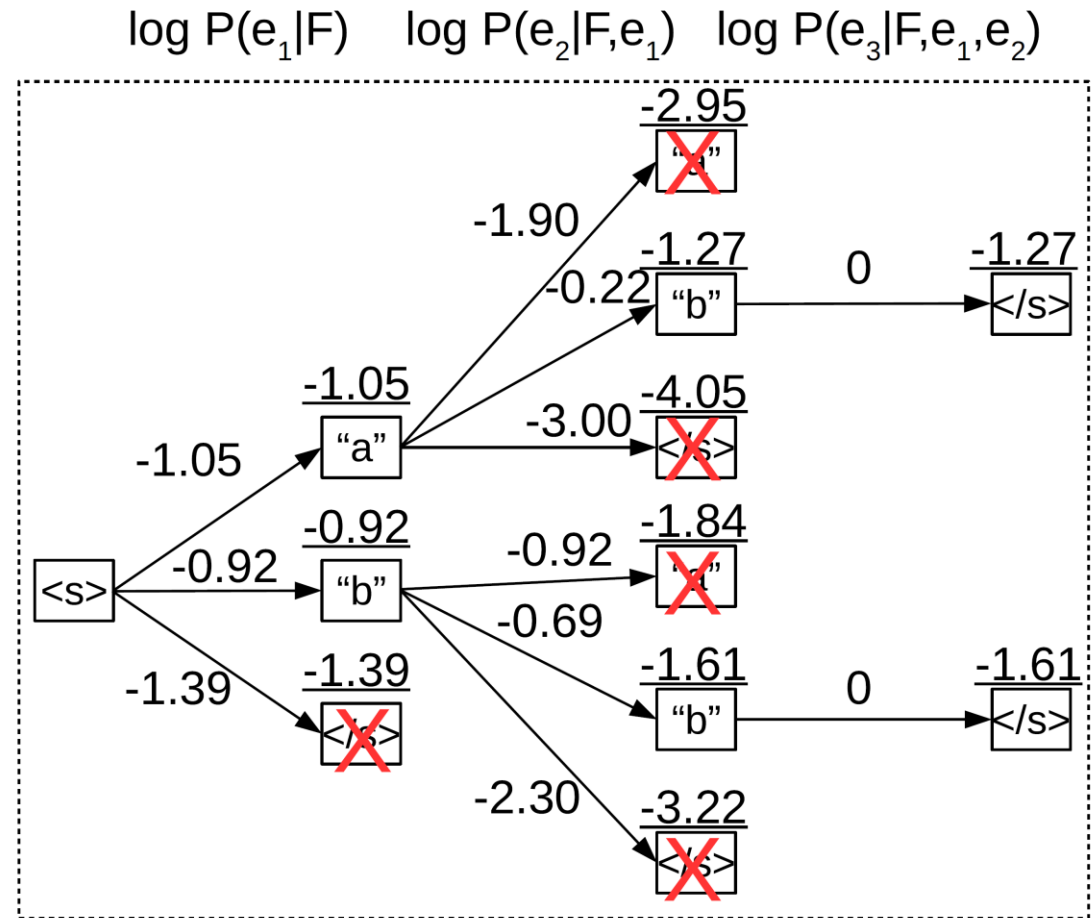 log P(e₁|F) log P(e₂|F,e₁) log P(e₃|F,e₁,e₂)
-2.95
“a”
-1.90
-1.27 0 -1.27
-0.22
“b” </s>
-1.05 -4.05
-3.00
“a” </s>
-1.05
-0.92 -1.84
-0.92
<s> -0.92 “b” “a”
-0.69
-1.39 -1.61 0 -1.61
-1.39
</s> “b” </s>
-2.30 -3.22
</s>